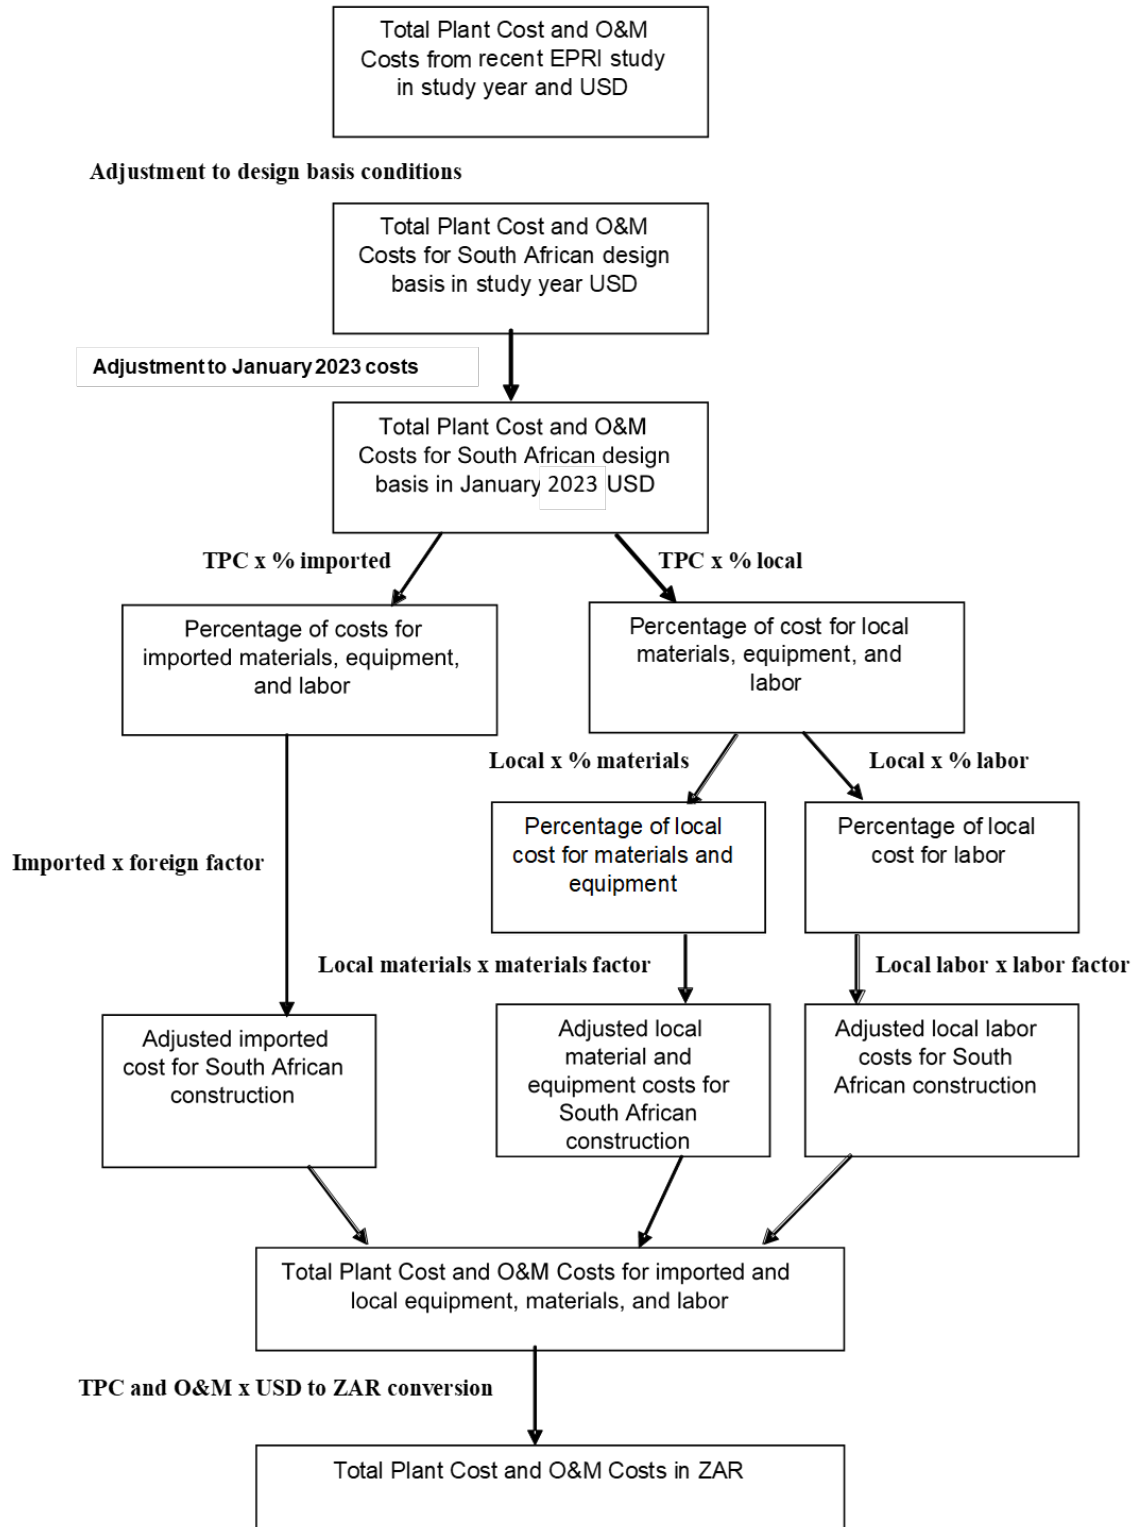 Total Plant Cost and O&M
Costs from recent EPRI study
in study year and USD
Adjustment to design basis conditions
Total Plant Cost and O&M
Costs for South African design
basis in study year USD
Adjustment to January 2023 costs
Total Plant Cost and O&M
Costs for South African design
basis in January 2023 USD
TPC x % imported
TPC x % local
Percentage of costs for
imported materials, equipment,
and labor
Percentage of cost for local
materials, equipment, and
labor
Local x % materials
Local x % labor
Percentage of local
cost for materials and
equipment
Percentage of local
cost for labor
Imported x foreign factor
Local materials x materials factor
Local labor x labor factor
Adjusted imported
cost for South African
construction
Adjusted local
material and
equipment costs for
South African
construction
Adjusted local labor
costs for South
African construction
Total Plant Cost and O&M Costs for imported and
local equipment, materials, and labor
TPC and O&M x USD to ZAR conversion
Total Plant Cost and O&M Costs in ZAR